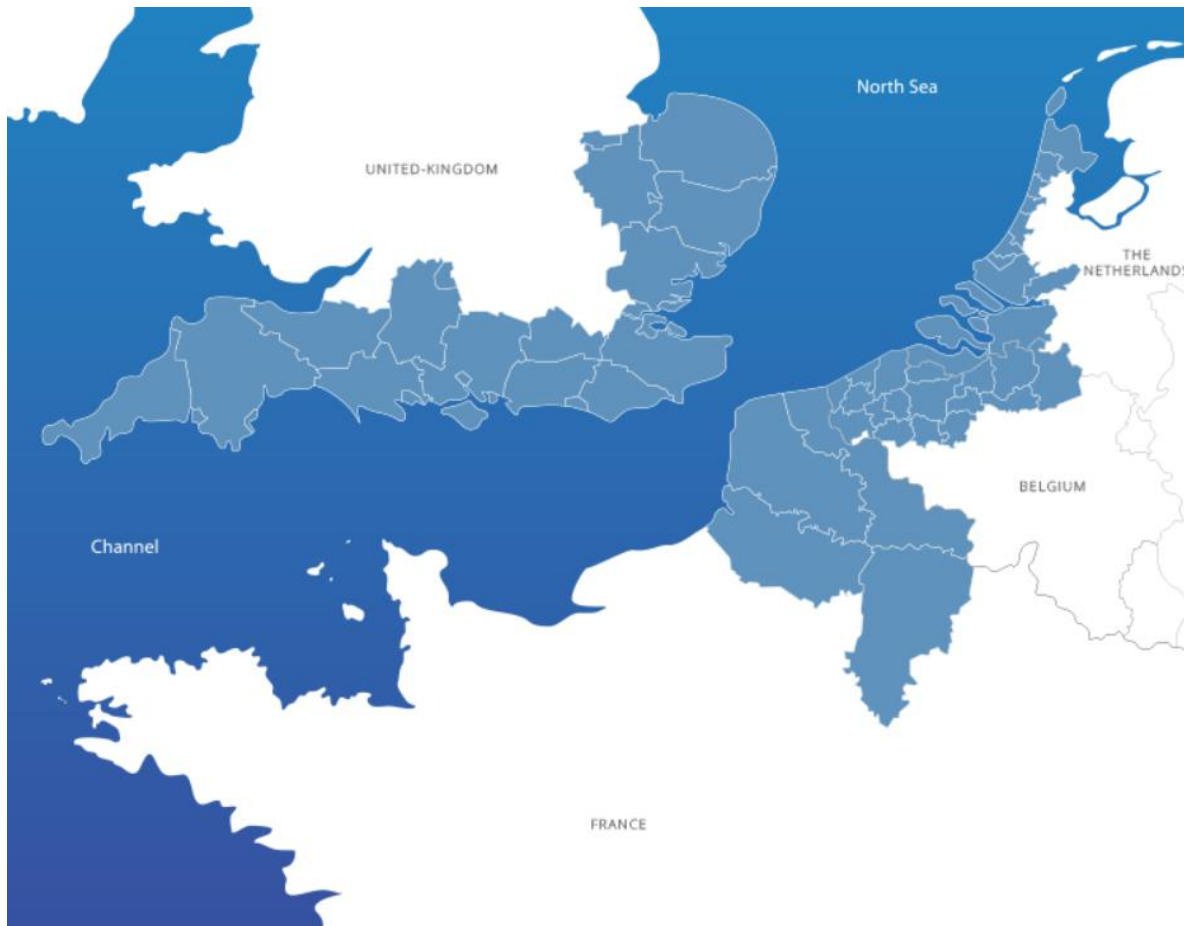 North Sea
UNITED-KINGDOM
THE
NETHERLANDS
BELGIUM
Channel
FRANCE